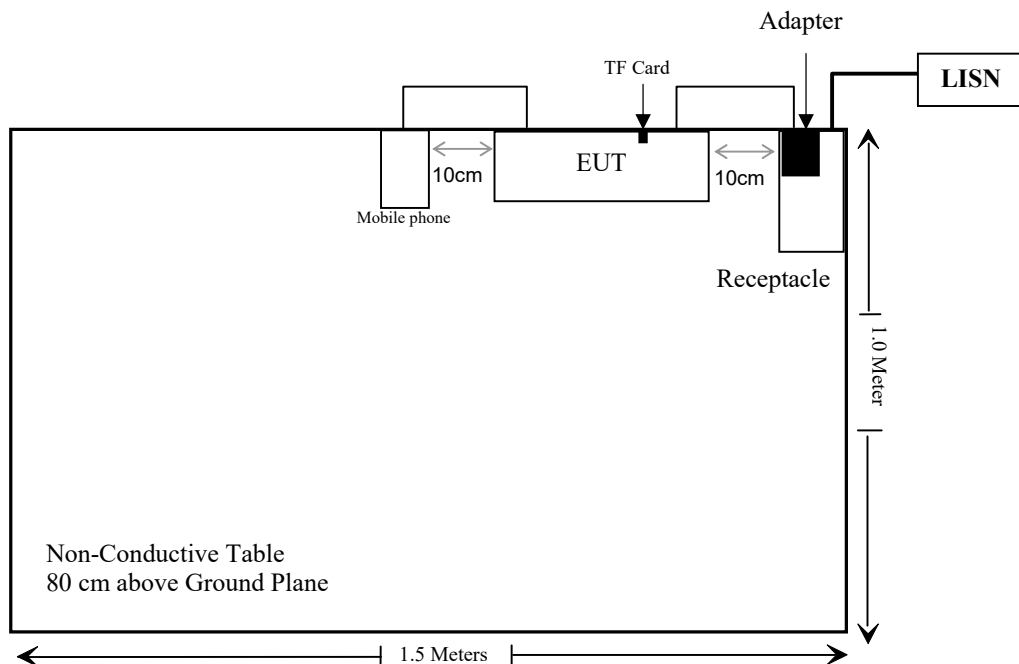 Adapter
TF Card
LISN
EUT
10cm
10cm
Mobile phone
Receptacle
1.0 Meter
Non-Conductive Table
80 cm above Ground Plane
1.5 Meters